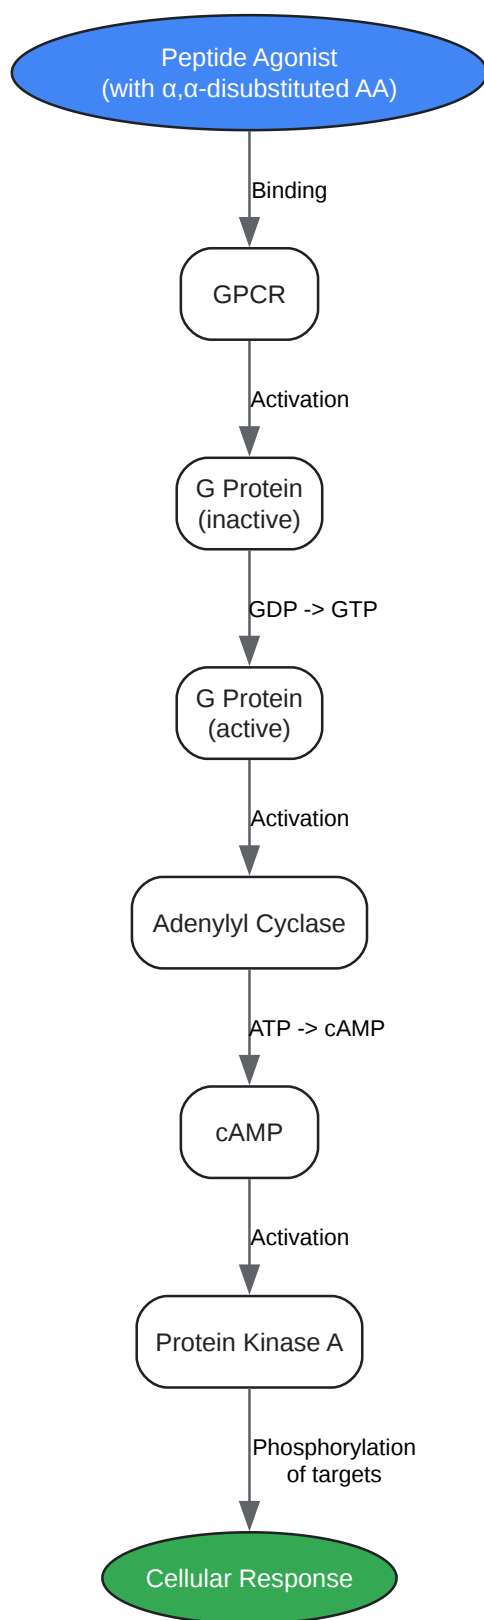 Peptide Agonist
(with α,α-disubstituted AA)
Binding
GPCR
Activation
G Protein
(inactive)
GDP -> GTP
G Protein
(active)
Activation
Adenylyl Cyclase
ATP -> cAMP
cAMP
Activation
Protein Kinase A
Phosphorylation
of targets
Cellular Response